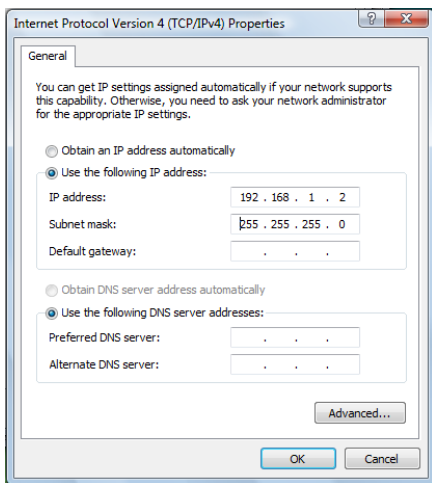 Internet Protocol Version 4 (TCP/IPv4) Properties
General
You can get IP settings assigned automatically if your network supports
this capability. Otherwise, you need to ask your network administrator
for the appropriate IP settings.
Obtain an IP address automatically
Use the following IP address:
IP address: 192 . 168 . 1 . 2
Subnet mask: 255 . 255 . 255 . 0
Default gateway: . . .
Obtain DNS server address automatically
Use the following DNS server addresses:
Preferred DNS server: . . .
Alternate DNS server: . . .
Advanced...
OK Cancel